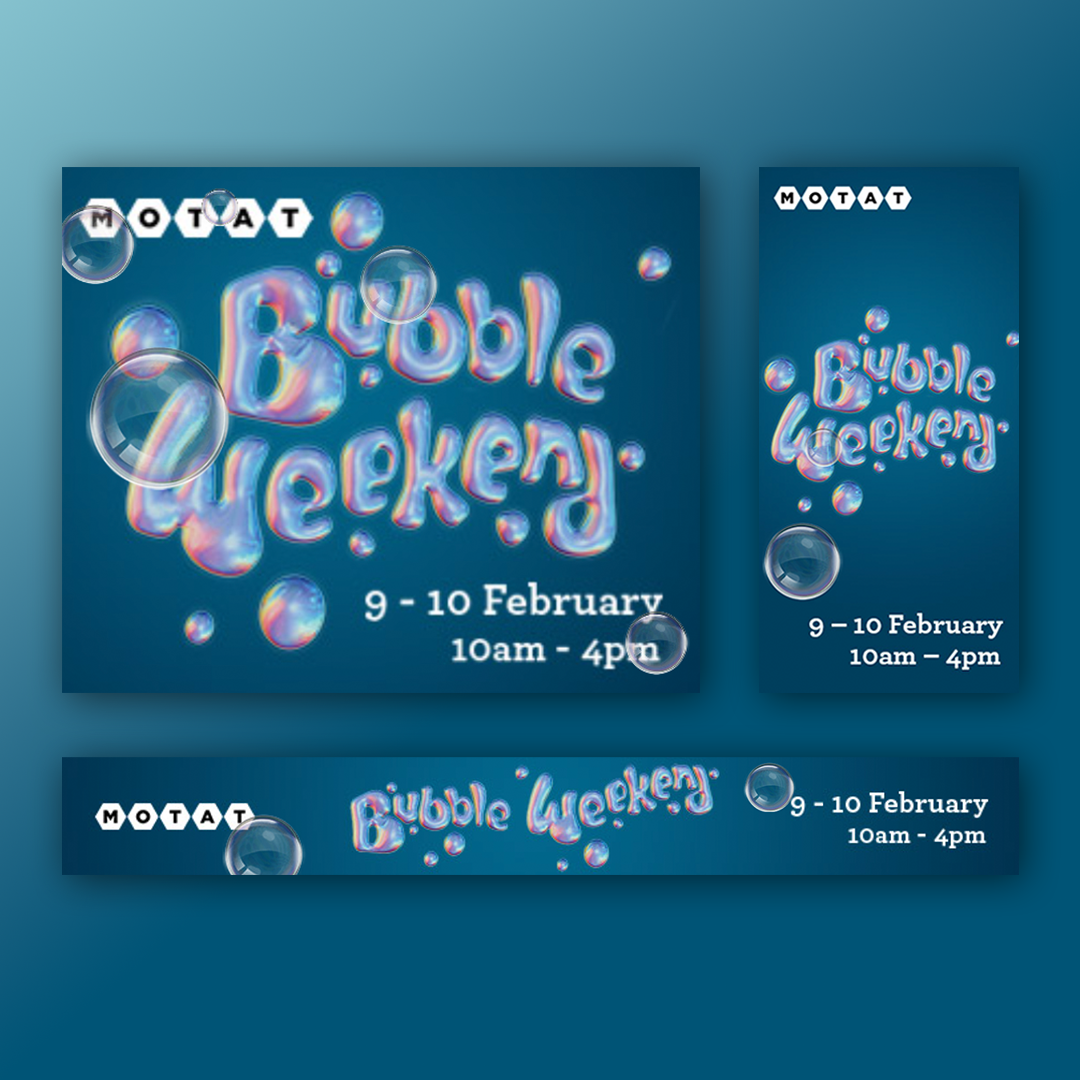 MOTAT
Bubble
Weekend
9 - 10 February
10am - 4pm
MOTAT
Bubble
Weekend
9 – 10 February
10am – 4pm
MOTAT
Bubble Weekend
9 - 10 February
10am - 4pm